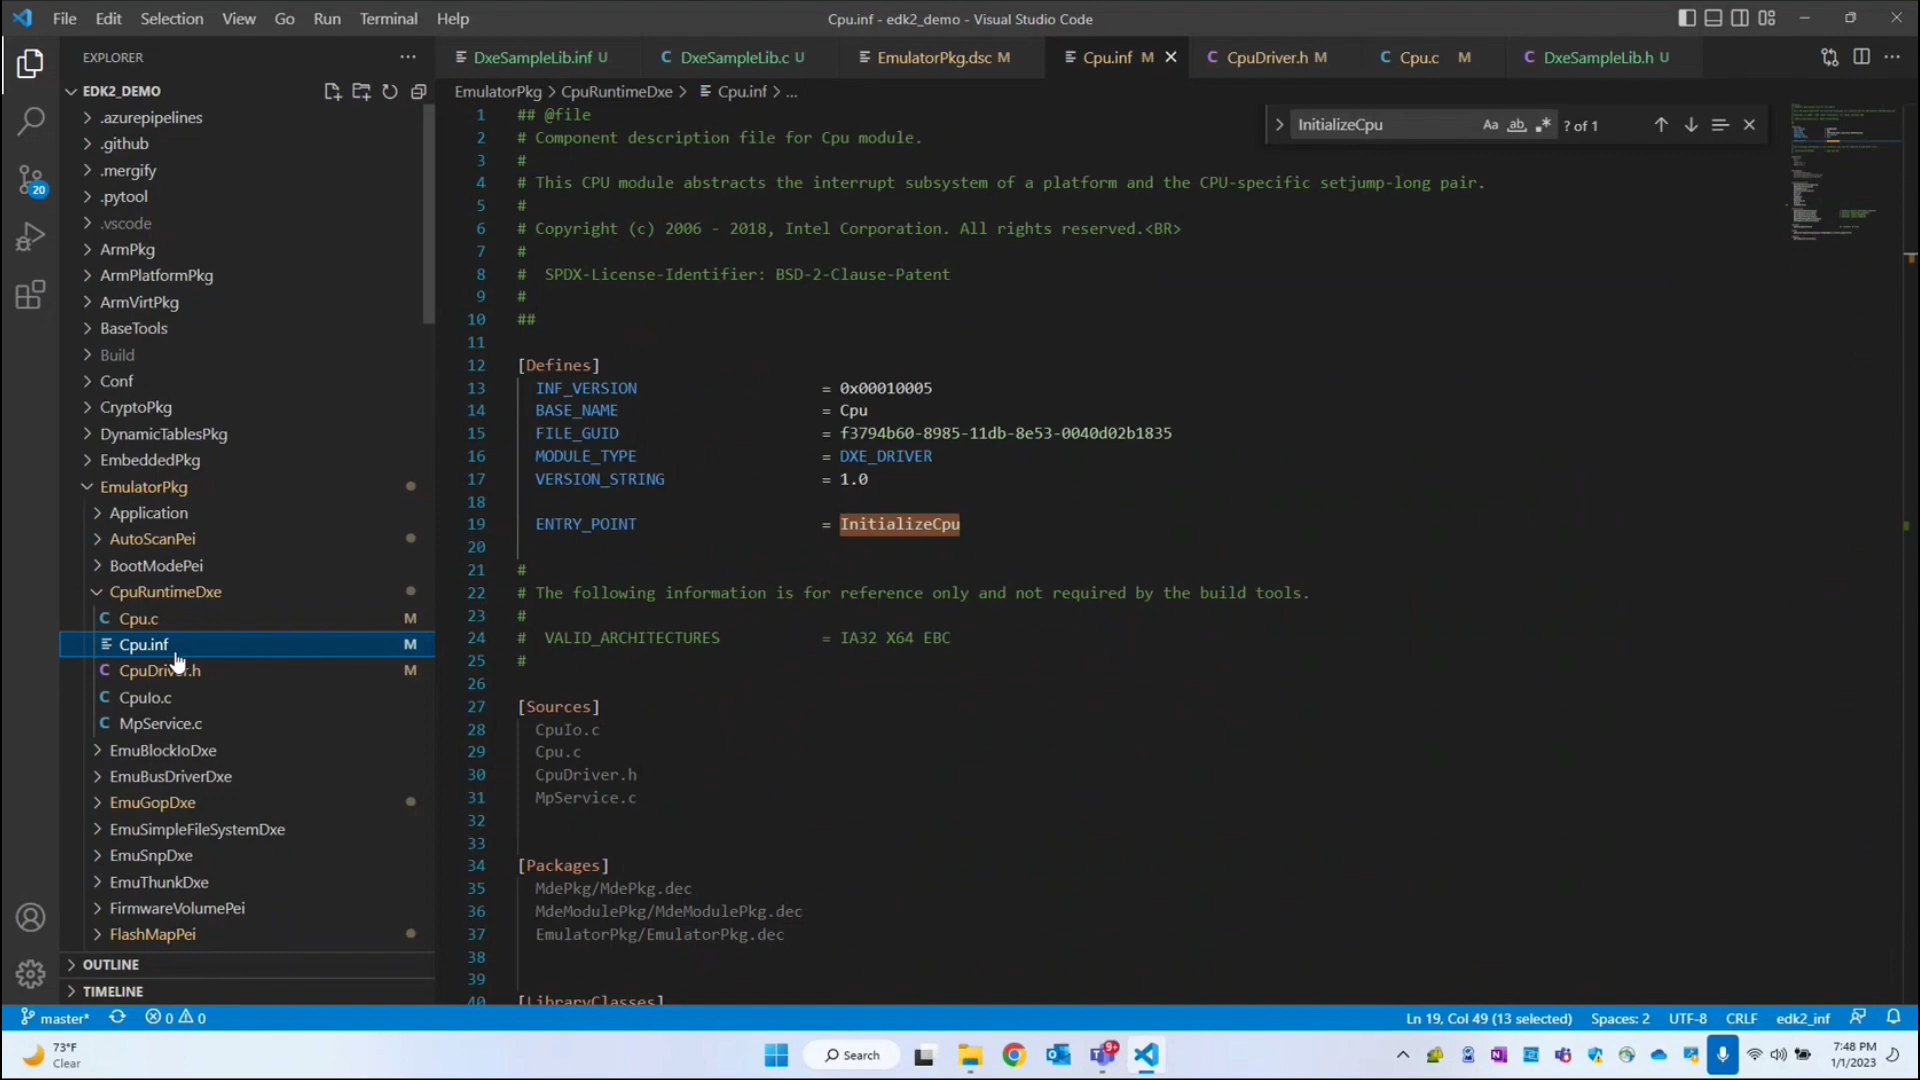 File Edit Selection View Go Run Terminal Help
Cpu.inf - edk2_demo - Visual Studio Code
EXPLORER
EDK2_DEMO
.azurepipelines
.github
.mergify
.pytool
.vscode
ArmPkg
ArmPlatformPkg
ArmVirtPkg
BaseTools
Build
Conf
CryptoPkg
DynamicTablesPkg
EmbeddedPkg
EmulatorPkg
Application
AutoScanPei
BootModePei
CpuRuntimeDxe
C Cpu.c M
Cpu.inf M
C CpuDriver.h M
C CpuIo.c
C MpService.c
EmuBlockIoDxe
EmuBusDriverDxe
EmuGopDxe
EmuSimpleFileSystemDxe
EmuSnpDxe
EmuThunkDxe
FirmwareVolumePei
FlashMapPei
OUTLINE
TIMELINE
20
DxeSampleLib.inf U
C DxeSampleLib.c U
EmulatorPkg.dsc M
Cpu.inf M
C CpuDriver.h M
C Cpu.c M
C DxeSampleLib.h U
EmulatorPkg > CpuRuntimeDxe > Cpu.inf > ...
InitializeCpu Aa ab ? of 1
1 ## @file
2 # Component description file for Cpu module.
3 #
4 # This CPU module abstracts the interrupt subsystem of a platform and the CPU-specific setjump-long pair.
5 #
6 # Copyright (c) 2006 - 2018, Intel Corporation. All rights reserved.<BR>
7 #
8 #  SPDX-License-Identifier: BSD-2-Clause-Patent
9 #
10 ##
11
12 [Defines]
13 INF_VERSION = 0x00010005
14 BASE_NAME = Cpu
15 FILE_GUID = f3794b60-8985-11db-8e53-0040d02b1835
16 MODULE_TYPE = DXE_DRIVER
17 VERSION_STRING = 1.0
18
19 ENTRY_POINT = InitializeCpu
20
21 #
22 # The following information is for reference only and not required by the build tools.
23 #
24 #  VALID_ARCHITECTURES = IA32 X64 EBC
25 #
26
27 [Sources]
28 CpuIo.c
29 Cpu.c
30 CpuDriver.h
31 MpService.c
32
33
34 [Packages]
35 MdePkg/MdePkg.dec
36 MdeModulePkg/MdeModulePkg.dec
37 EmulatorPkg/EmulatorPkg.dec
38
39
40 [LibraryClasses]
master* 0 0
Ln 19, Col 49 (13 selected) Spaces: 2 UTF-8 CRLF edk2_inf
73°F
Clear
Search
9+
7:48 PM
1/1/2023